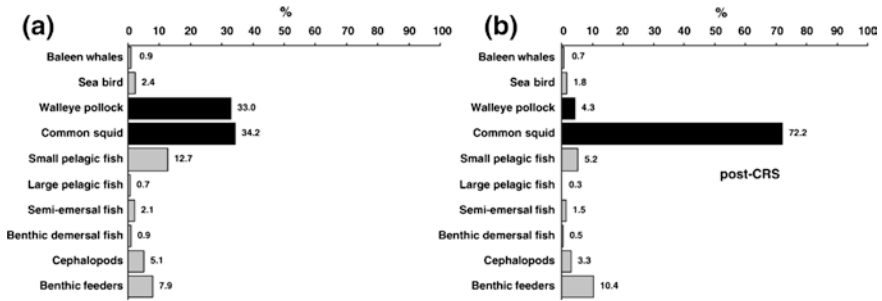 (a)
%
0 10 20 30 40 50 60 70 80 90 100
Baleen whales 0.9
Sea bird 2.4
Walleye pollock 33.0
Common squid 34.2
Small pelagic fish 12.7
Large pelagic fish 0.7
Semi-emersal fish 2.1
Benthic demersal fish 0.9
Cephalopods 5.1
Benthic feeders 7.9
(b)
%
0 10 20 30 40 50 60 70 80 90 100
Baleen whales 0.7
Sea bird 1.8
Walleye pollock 4.3
Common squid 72.2
Small pelagic fish 5.2
post-CRS
Large pelagic fish 0.3
Semi-emersal fish 1.5
Benthic demersal fish 0.5
Cephalopods 3.3
Benthic feeders 10.4